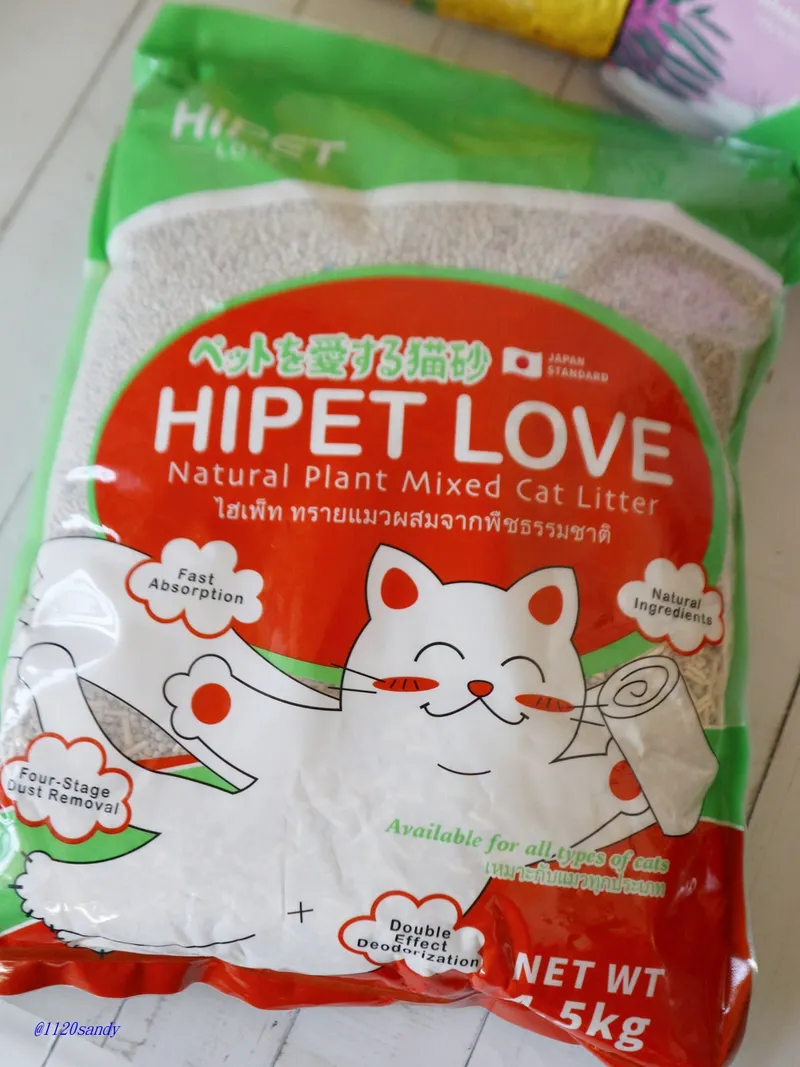 HIPET
LOVE
ペットを愛する猫砂
JAPAN
STANDARD
HIPET LOVE
Natural Plant Mixed Cat Litter
ไฮเพ็ท ทรายแมวผสมจากพืชธรรมชาติ
Fast
Absorption
Natural
Ingredients
Four-Stage
Dust Removal
Available for all types of cats
เหมาะกับแมวทุกประเภท
Double
Effect
Deodorization
NET WT
.5kg
@1120sandy